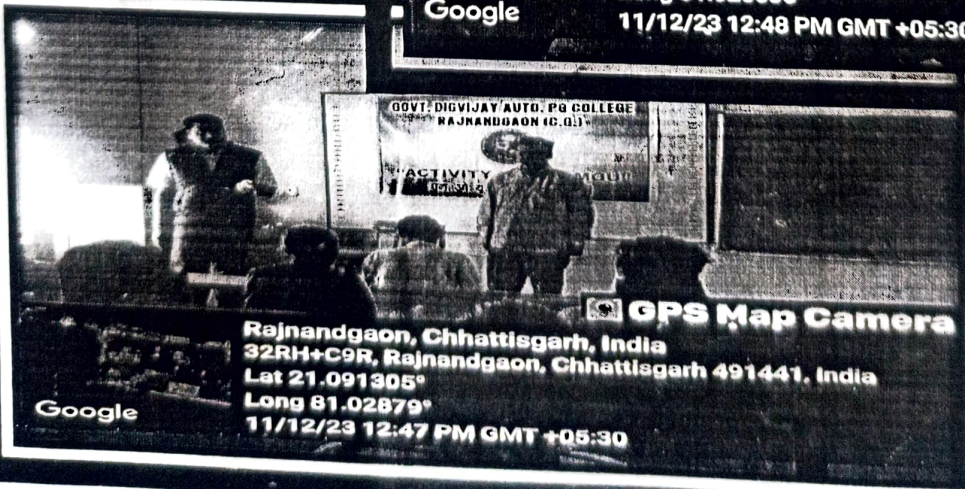 Google
11/12/23 12:48 PM GMT +05:30
GOVT. DIGVIJAY AUTO. PG COLLEGE
RAJNANDGAON (C.G.)
"ACTIVITY
GPS Map Camera
Rajnandgaon, Chhattisgarh, India
32RH+C9R, Rajnandgaon, Chhattisgarh 491441, India
Lat 21.091305°
Long 81.02879°
11/12/23 12:47 PM GMT +05:30
Google